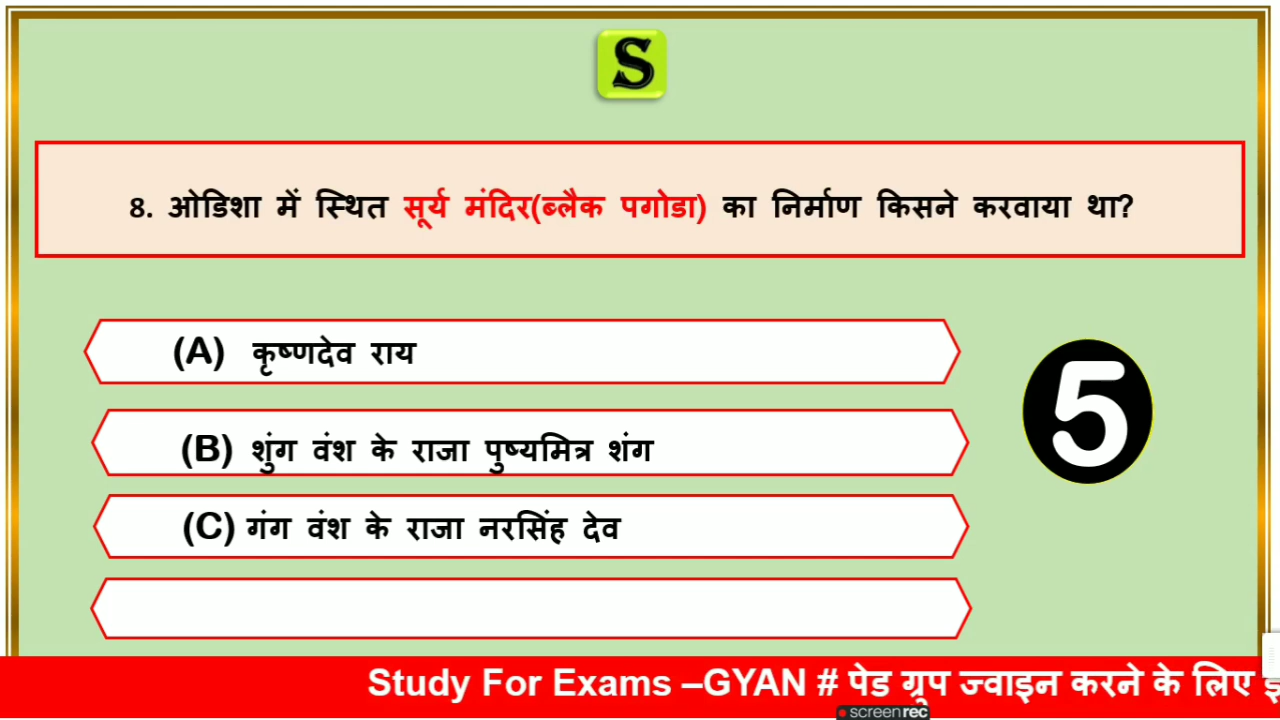 S
8. ओडिशा में स्थित सूर्य मंदिर(ब्लैक पगोडा) का निर्माण किसने करवाया था?
(A) कृष्णदेव राय
(B) शुंग वंश के राजा पुष्यमित्र शंग
(C) गंग वंश के राजा नरसिंह देव
5
Study For Exams –GYAN # पेड ग्रुप ज्वाइन करने के लिए
screenrec